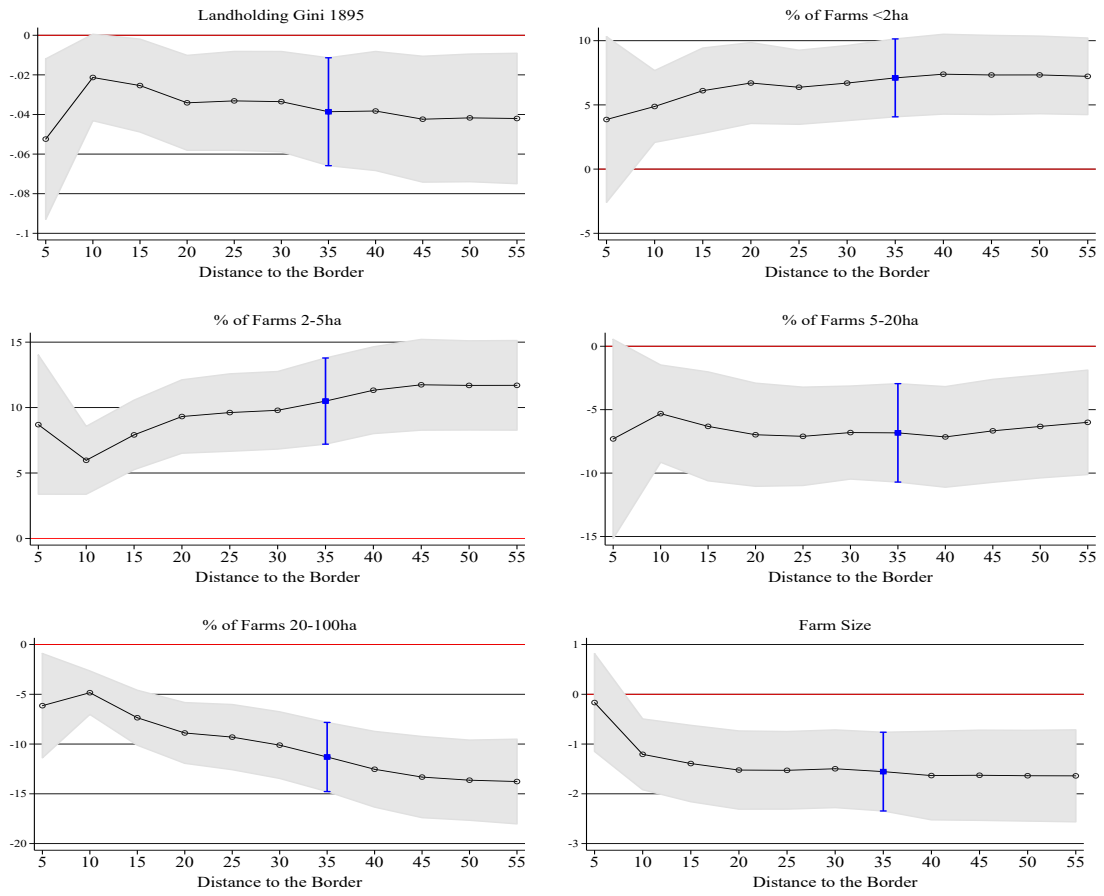 Landholding Gini 1895
0
-.02
-.04
-.06
-.08
-.1
5 10 15 20 25 30 35 40 45 50 55
Distance to the Border
% of Farms <2ha
10
5
0
-5
5 10 15 20 25 30 35 40 45 50 55
Distance to the Border
% of Farms 2-5ha
15
10
5
0
5 10 15 20 25 30 35 40 45 50 55
Distance to the Border
% of Farms 5-20ha
0
-5
-10
-15
5 10 15 20 25 30 35 40 45 50 55
Distance to the Border
% of Farms 20-100ha
0
-5
-10
-15
-20
5 10 15 20 25 30 35 40 45 50 55
Distance to the Border
Farm Size
1
0
-1
-2
-3
5 10 15 20 25 30 35 40 45 50 55
Distance to the Border